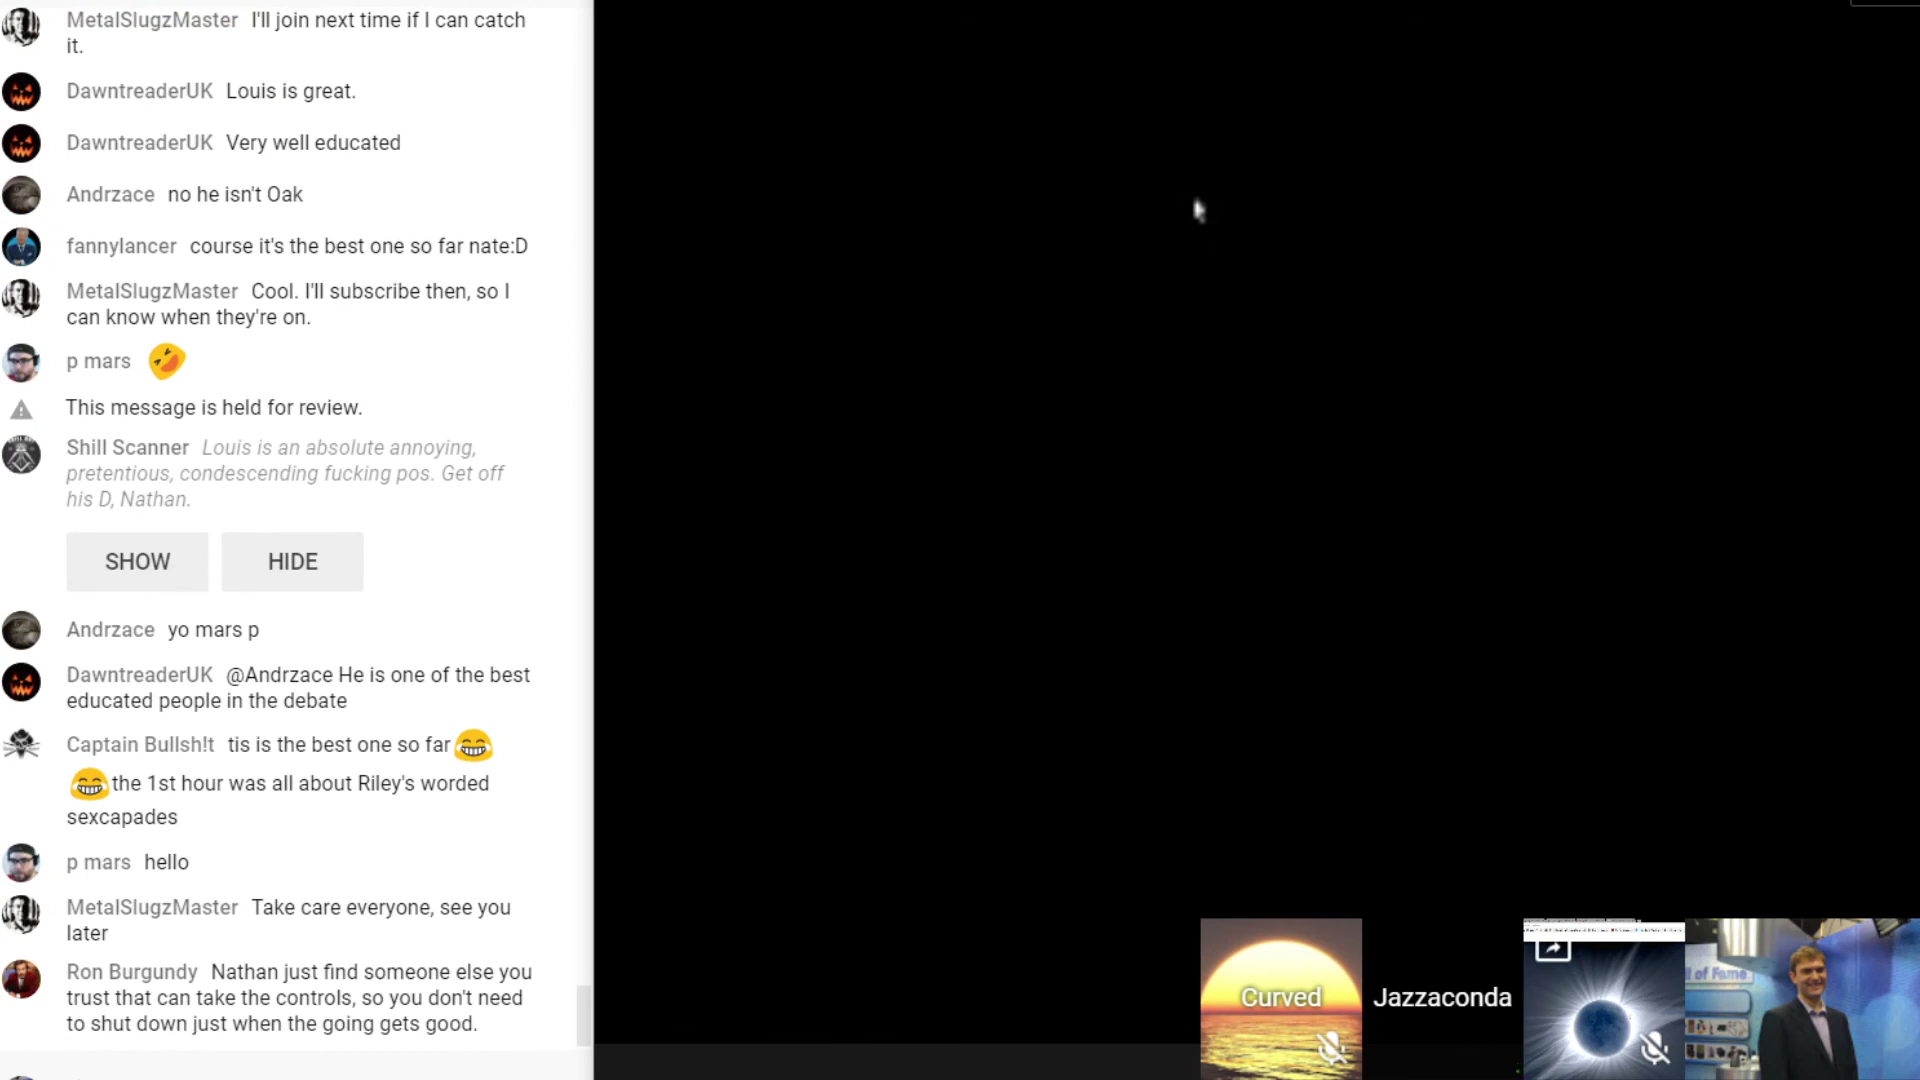 MetalSlugzMaster I'll join next time if I can catch
it.
DawntreaderUK Louis is great.
DawntreaderUK Very well educated
Andrzace no he isn't Oak
fannylancer course it's the best one so far nate:D
MetalSlugzMaster Cool. I'll subscribe then, so I
can know when they're on.
p mars
This message is held for review.
Shill Scanner Louis is an absolute annoying,
pretentious, condescending fucking pos. Get off
his D, Nathan.
SHOW HIDE
Andrzace yo mars p
DawntreaderUK @Andrzace He is one of the best
educated people in the debate
Captain Bullsh!t tis is the best one so far😂
😂the 1st hour was all about Riley's worded
sexcapades
p mars hello
MetalSlugzMaster Take care everyone, see you
later
Ron Burgundy Nathan just find someone else you
trust that can take the controls, so you don't need
to shut down just when the going gets good.
Curved
Jazzaconda
of Fame